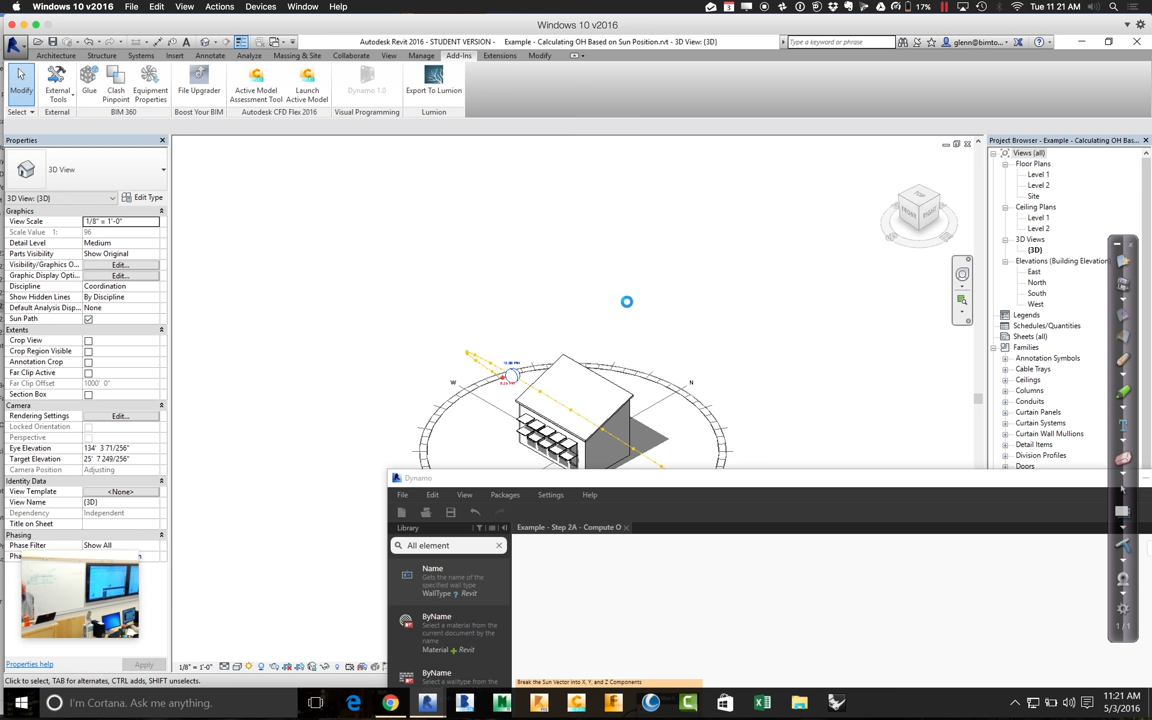 Windows 10 v2016 File Edit View Actions Devices Window Help 17% Tue 11:21 AM
Windows 10 v2016
Autodesk Revit 2016 - STUDENT VERSION - Example - Calculating OH Based on Sun Position.rvt - 3D View: {3D} Type a keyword or phrase glenn@bimto...
Architecture Structure Systems Insert Annotate Analyze Massing & Site Collaborate View Manage Add-Ins Extensions Modify
Modify External Tools Glue Clash Pinpoint Equipment Properties File Upgrader Active Model Assessment Tool Launch Active Model Dynamo 1.0 Export To Lumion
Select External BIM 360 Boost Your BIM Autodesk CFD Flex 2016 Visual Programming Lumion
Properties
3D View
3D View: {3D} Edit Type
Graphics
View Scale 1/8" = 1'-0"
Scale Value 1: 96
Detail Level Medium
Parts Visibility Show Original
Visibility/Graphics O... Edit...
Graphic Display Opti... Edit...
Discipline Coordination
Show Hidden Lines By Discipline
Default Analysis Disp... None
Sun Path
Extents
Crop View
Crop Region Visible
Annotation Crop
Far Clip Active
Far Clip Offset 1000' 0"
Section Box
Camera
Rendering Settings Edit...
Locked Orientation
Perspective
Eye Elevation 134' 3 71/256"
Target Elevation 25' 7 249/256"
Camera Position Adjusting
Identity Data
View Template <None>
View Name {3D}
Dependency Independent
Title on Sheet
Phasing
Phase Filter Show All
Properties help Apply
W
N
TOP
FRONT
RIGHT
Project Browser - Example - Calculating OH Bas...
Views (all)
Floor Plans
Level 1
Level 2
Site
Ceiling Plans
Level 1
Level 2
3D Views
{3D}
Elevations (Building Elevation
East
North
South
West
Legends
Schedules/Quantities
Sheets (all)
Families
Annotation Symbols
Cable Trays
Ceilings
Columns
Conduits
Curtain Panels
Curtain Systems
Curtain Wall Mullions
Detail Items
Division Profiles
Doors
1 / 1
Dynamo
File Edit View Packages Settings Help
Library Example - Step 2A - Compute O
All element
Name
Gets the name of the
specified wall type
WallType ? Revit
ByName
Select a material from the
current document by the
name
Material + Revit
ByName
Select a walltype from the
Break the Sun Vector into X, Y, and Z Components
1/8" = 1'-0"
Click to select, TAB for alternates, CTRL adds, SHIFT unselects.
I'm Cortana. Ask me anything.
11:21 AM
5/3/2016